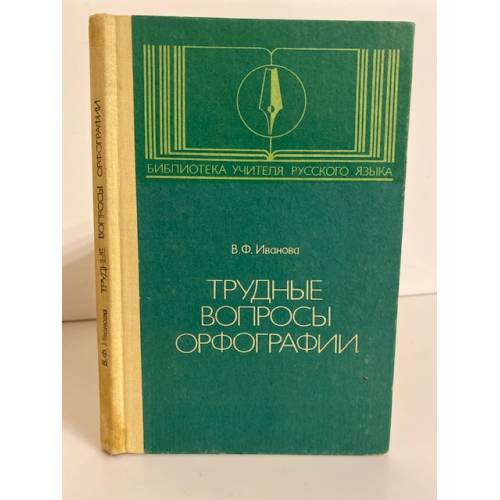 БИБЛИОТЕКА УЧИТЕЛЯ РУССКОГО ЯЗЫКА
В.Ф. Иванова
ТРУДНЫЕ
ВОПРОСЫ
ОРФОГРАФИИ
В.Ф. Иванова ТРУДНЫЕ ВОПРОСЫ ОРФОГРАФИИ